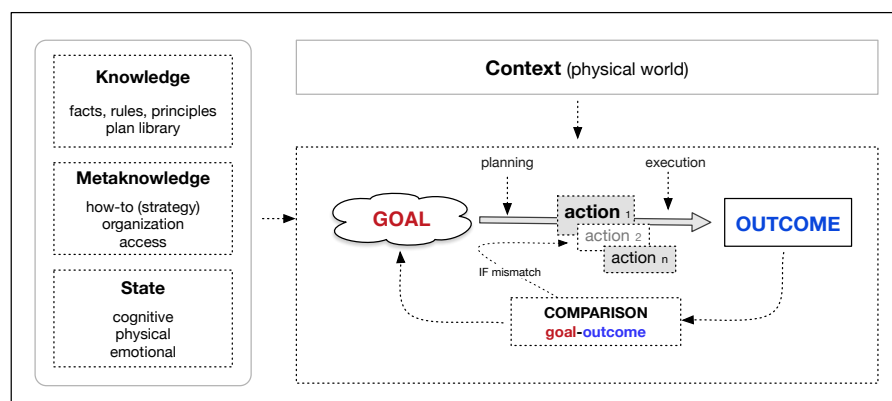 Knowledge
facts, rules, principles
plan library
Metaknowledge
how-to (strategy)
organization
access
State
cognitive
physical
emotional
Context (physical world)
planning
execution
GOAL
action 1
action 2
action n
OUTCOME
IF mismatch
COMPARISON
goal-outcome